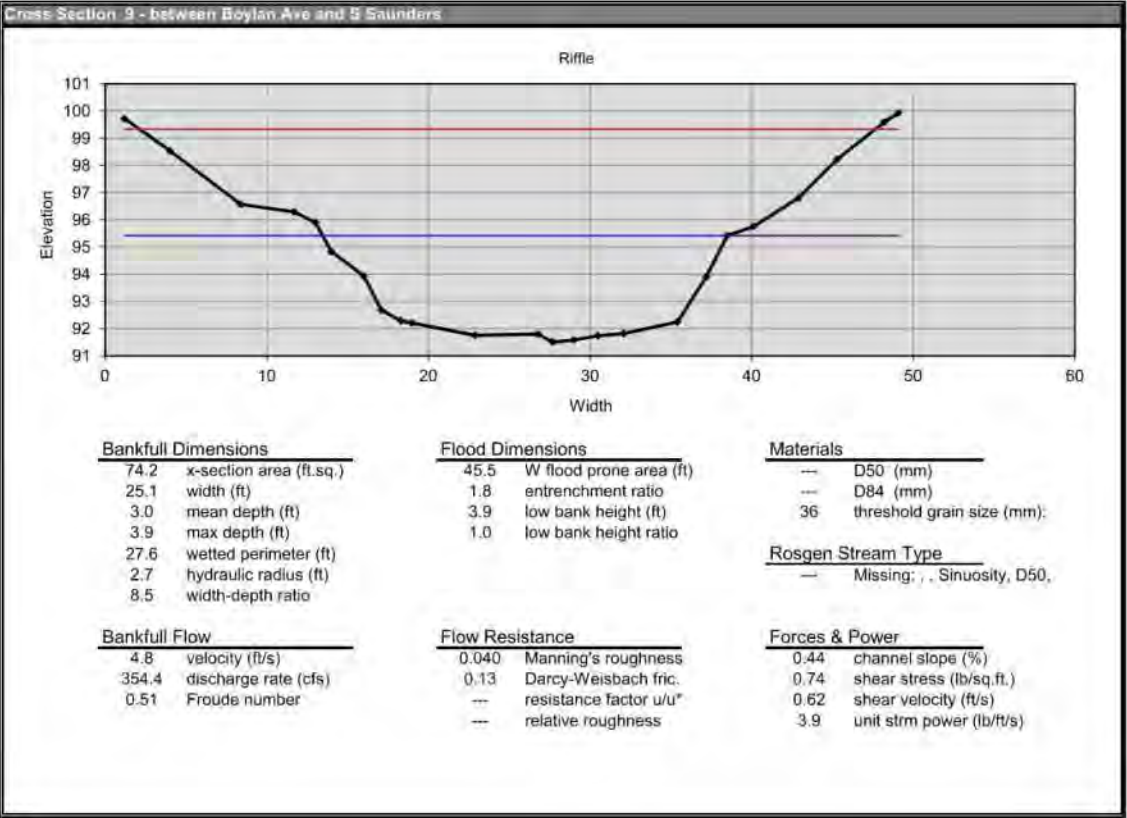 Cross Section 9 - between Boylan Ave and S Saunders
Riffle
101
100
99
98
97
96
95
94
93
92
91
Elevation
0 10 20 30 40 50 60
Width
Bankfull Dimensions
74.2 x-section area (ft.sq.)
25.1 width (ft)
3.0 mean depth (ft)
3.9 max depth (ft)
27.6 wetted perimeter (ft)
2.7 hydraulic radius (ft)
8.5 width-depth ratio
Flood Dimensions
45.5 W flood prone area (ft)
1.8 entrenchment ratio
3.9 low bank height (ft)
1.0 low bank height ratio
Materials
--- D50 (mm)
--- D84 (mm)
36 threshold grain size (mm):
Rosgen Stream Type
--- Missing: , , Sinuosity, D50,
Bankfull Flow
4.8 velocity (ft/s)
354.4 discharge rate (cfs)
0.51 Froude number
Flow Resistance
0.040 Manning's roughness
0.13 Darcy-Weisbach fric.
--- resistance factor u/u*
--- relative roughness
Forces & Power
0.44 channel slope (%)
0.74 shear stress (lb/sq.ft.)
0.62 shear velocity (ft/s)
3.9 unit strm power (lb/ft/s)